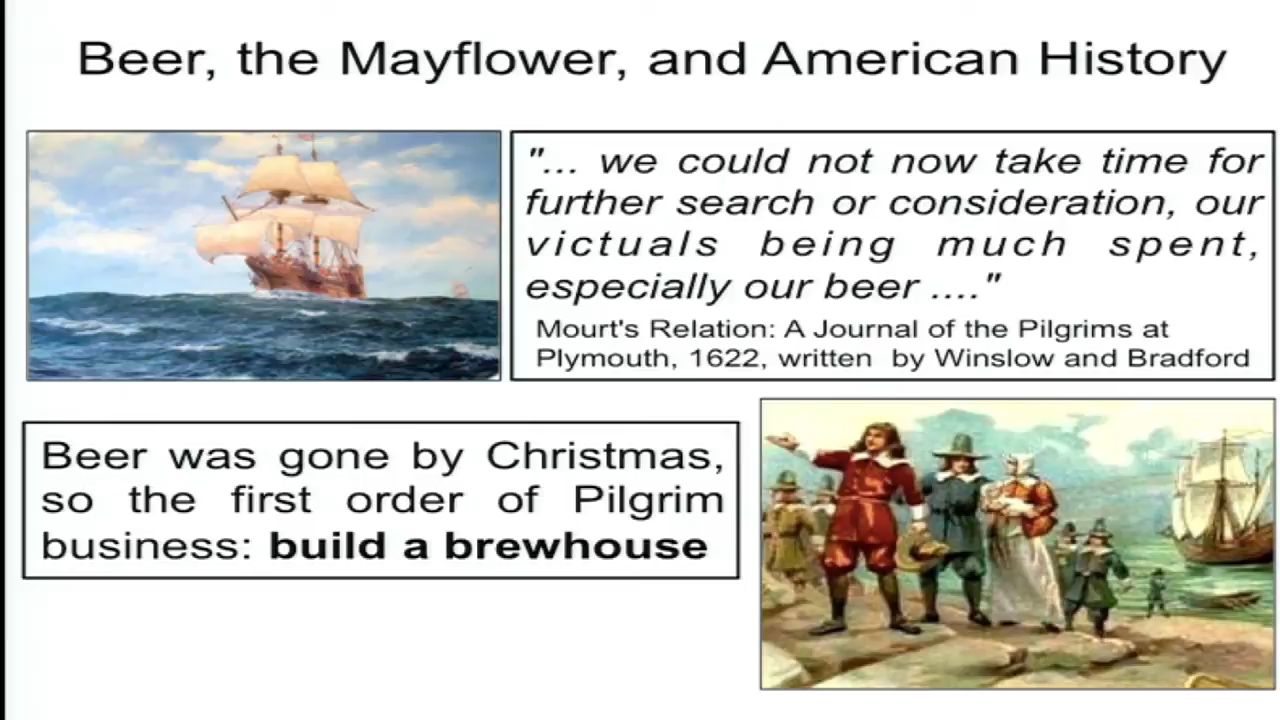 Beer, the Mayflower, and American History
"... we could not now take time for
further search or consideration, our
victuals being much spent,
especially our beer ...."
Mourt's Relation: A Journal of the Pilgrims at
Plymouth, 1622, written by Winslow and Bradford
Beer was gone by Christmas,
so the first order of Pilgrim
business: build a brewhouse